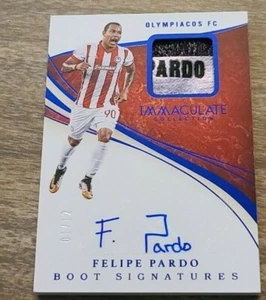 OLYMPIACOS FC
ARDO
IMMACULATE
COLLECTION
90
F. Pardo
FELIPE PARDO
BOOT SIGNATURES